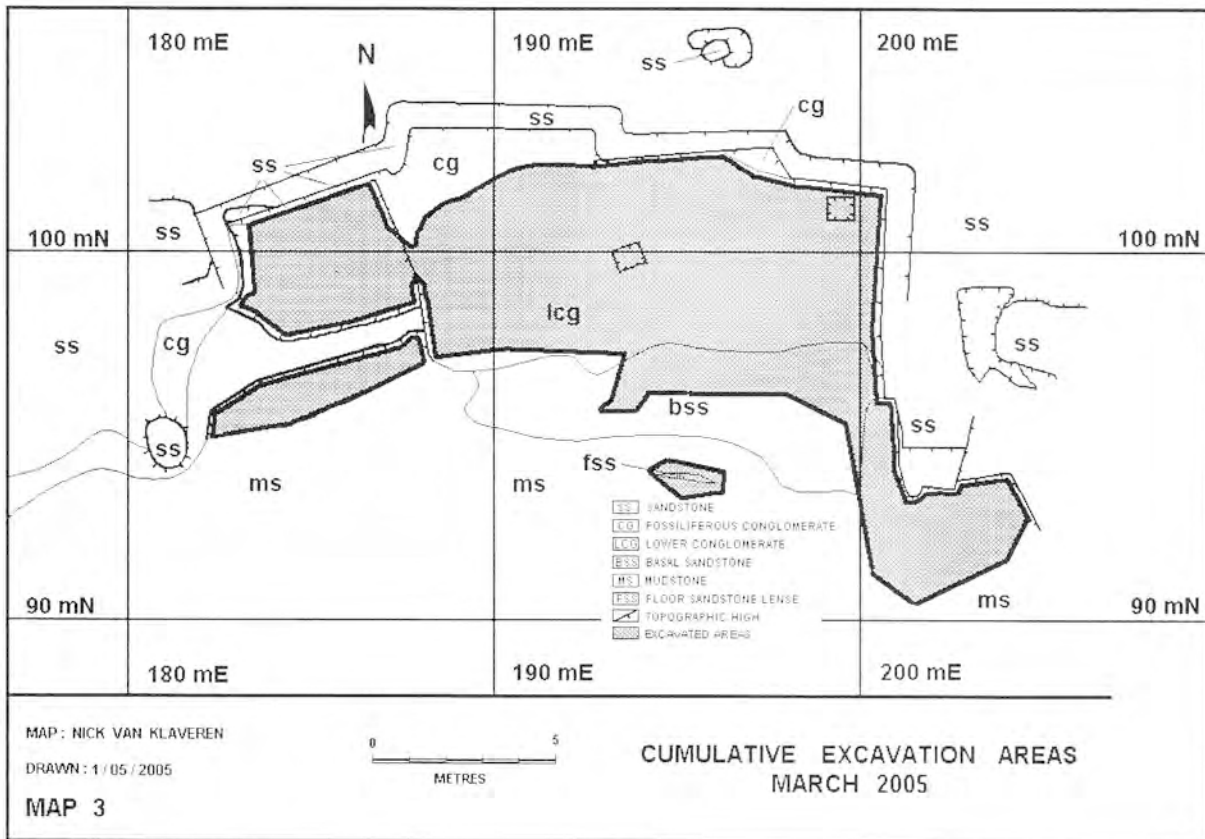 180 mE
190 mE
200 mE
N
ss
cg
ss
ss
cg
ss
ss
100 mN
100 mN
lcg
cg
ss
ss
bss
ss
ss
fss
ms
ms
SS SANDSTONE
CG FOSSILIFEROUS CONGLOMERATE
LCG LOWER CONGLOMERATE
BSS BASAL SANDSTONE
MS MUDSTONE
FSS FLOOR SANDSTONE LENSE
TOPOGRAPHIC HIGH
EXCAVATED AREAS
ms
90 mN
90 mN
180 mE
190 mE
200 mE
MAP: NICK VAN KLAVEREN
DRAWN: 1/05/2005
MAP 3
0 5
METRES
CUMULATIVE EXCAVATION AREAS
MARCH 2005